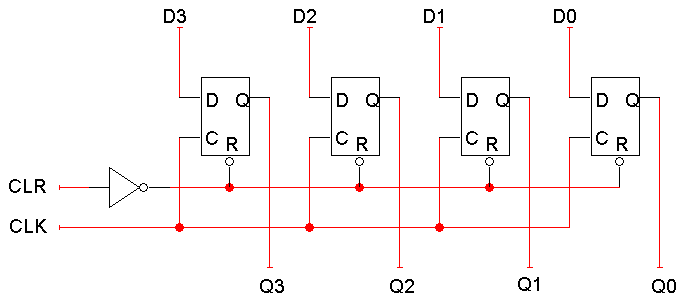 D3 D2 D1 D0
D Q D Q D Q D Q
C R C R C R C R
CLR
CLK
Q3 Q2 Q1 Q0